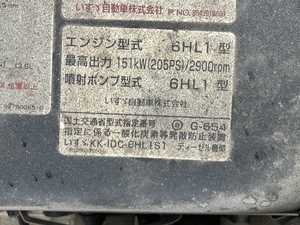 いすゞ自動車株式会社
エンジン型式 6HL1 型
最高出力 151kW(205PS)/2900rpm
噴射ポンプ型式 6HL1 型
いすゞ自動車株式会社
国土交通省型式指定番号 G-654
指定に係る一酸化炭素等発散防止装置
いすゞKK-IDC-6HL1S1 ディーゼル機関